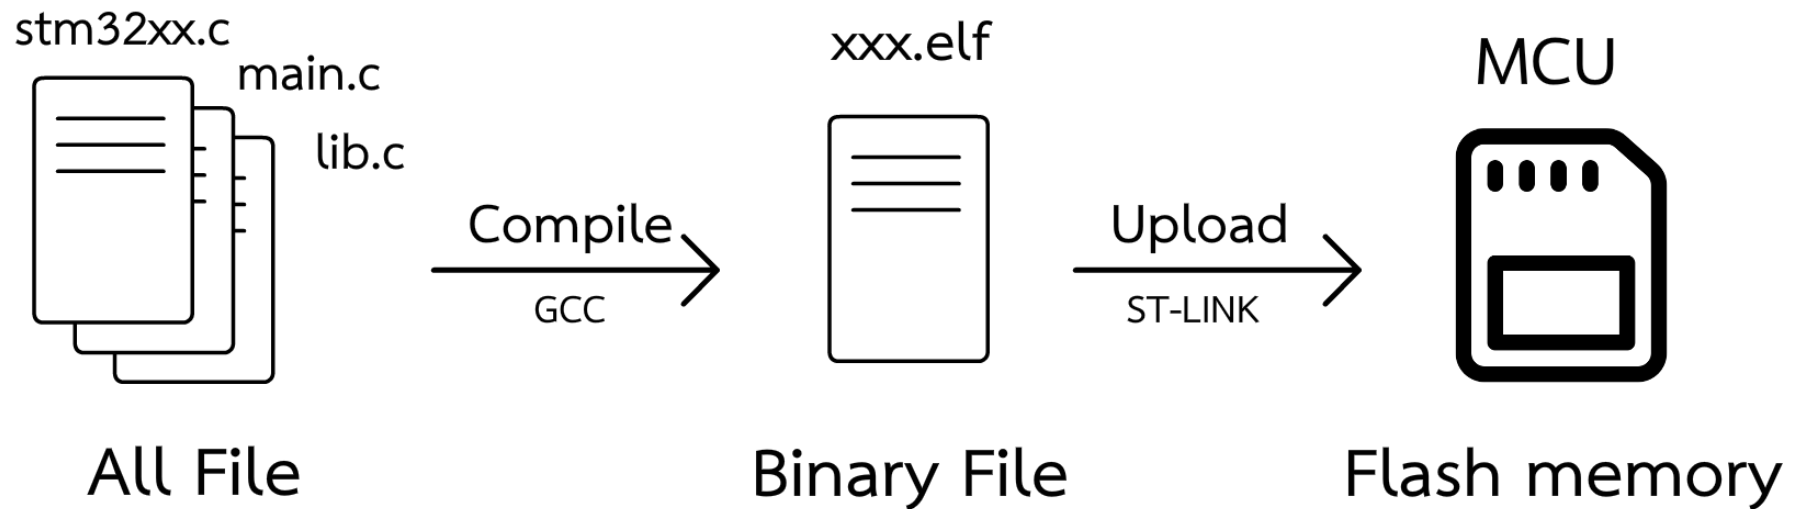 stm32xx.c
main.c
lib.c
All File
Compile
GCC
xxx.elf
Binary File
Upload
ST-LINK
MCU
Flash memory